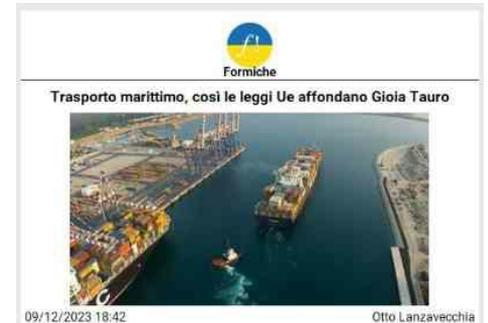 f!
Formiche
Trasporto marittimo, così le leggi Ue affondano Gioia Tauro
09/12/2023 18:42
Otto Lanzavecchia